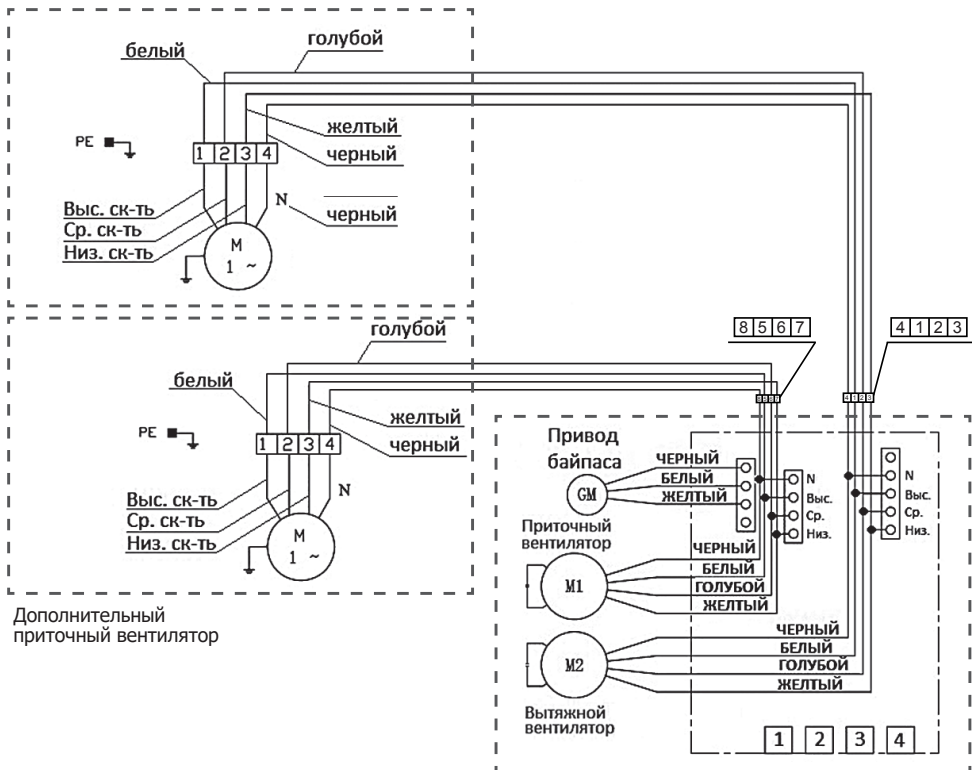 белый
голубой
желтый
черный
PE
1 2 3 4
N
черный
Выс. ск-ть
Ср. ск-ть
Низ. ск-ть
M
1 ~
8 5 6 7
4 1 2 3
голубой
белый
желтый
черный
PE
1 2 3 4
N
Выс. ск-ть
Ср. ск-ть
Низ. ск-ть
M
1 ~
Дополнительный
приточный вентилятор
4 1 2 3
Привод
байпаса
GM
ЧЕРНЫЙ
БЕЛЫЙ
ЖЕЛТЫЙ
N
Выс.
Ср.
Низ.
N
Выс.
Ср.
Низ.
Приточный
вентилятор
M1
ЧЕРНЫЙ
БЕЛЫЙ
ГОЛУБОЙ
ЖЕЛТЫЙ
M2
ЧЕРНЫЙ
БЕЛЫЙ
ГОЛУБОЙ
ЖЕЛТЫЙ
Вытяжной
вентилятор
1 2 3 4